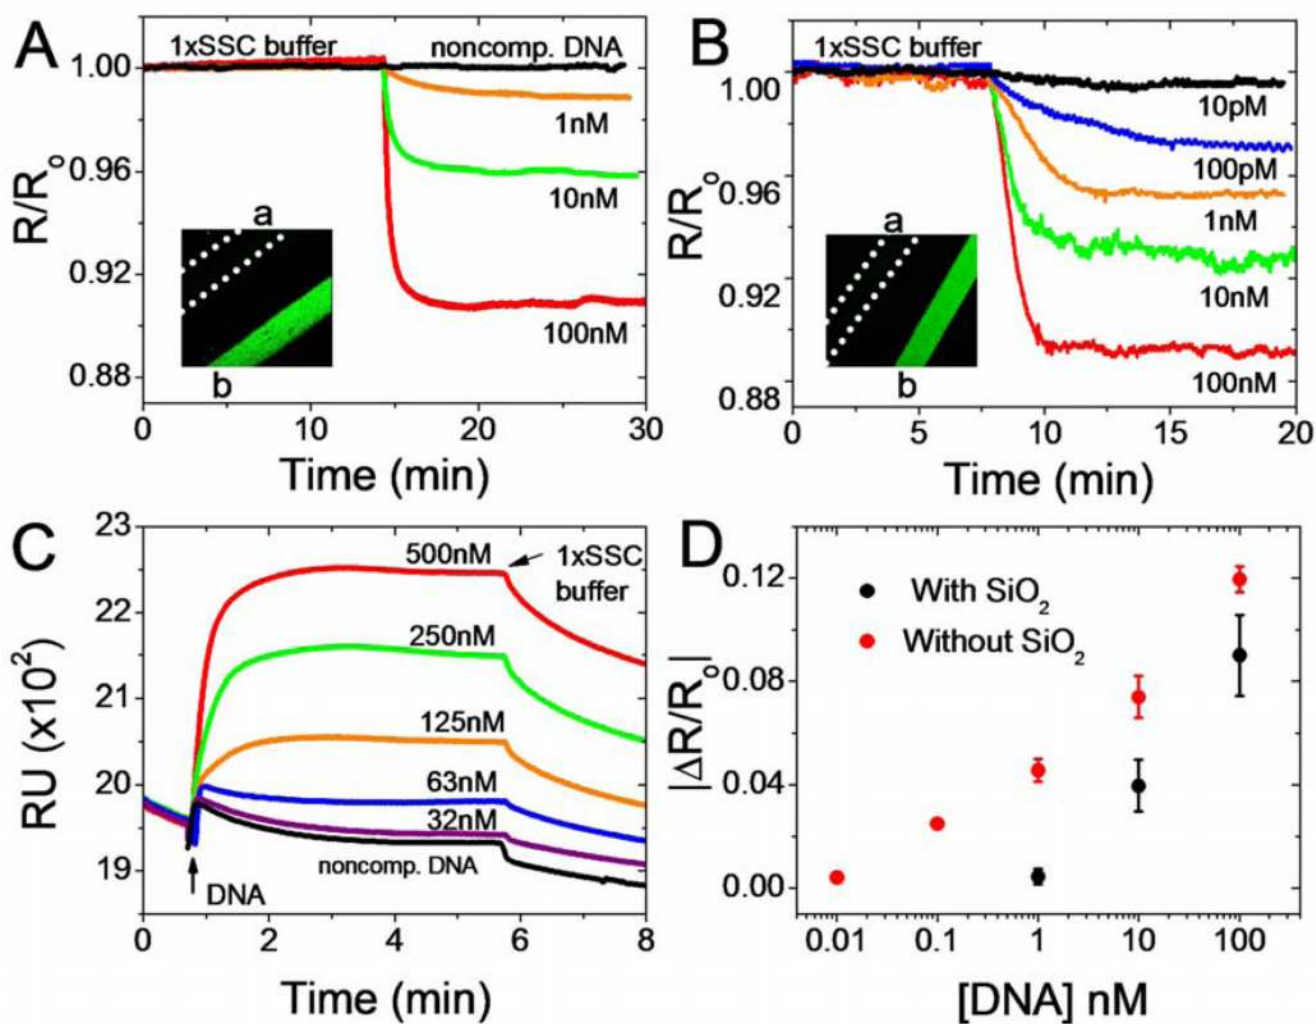 A
1xSSC buffer
noncomp. DNA
1.00
0.96
0.92
0.88
R/Rₒ
1nM
10nM
100nM
a
b
0
10
20
30
Time (min)
B
1xSSC buffer
1.00
0.96
0.92
0.88
R/Rₒ
10pM
100pM
1nM
10nM
100nM
a
b
0
5
10
15
20
Time (min)
C
23
22
21
20
19
RU (x10²)
500nM
1xSSC
buffer
250nM
125nM
63nM
32nM
noncomp. DNA
DNA
0
2
4
6
8
Time (min)
D
0.12
0.08
0.04
0.00
|ΔR/Rₒ|
With SiO₂
Without SiO₂
0.01
0.1
1
10
100
[DNA] nM